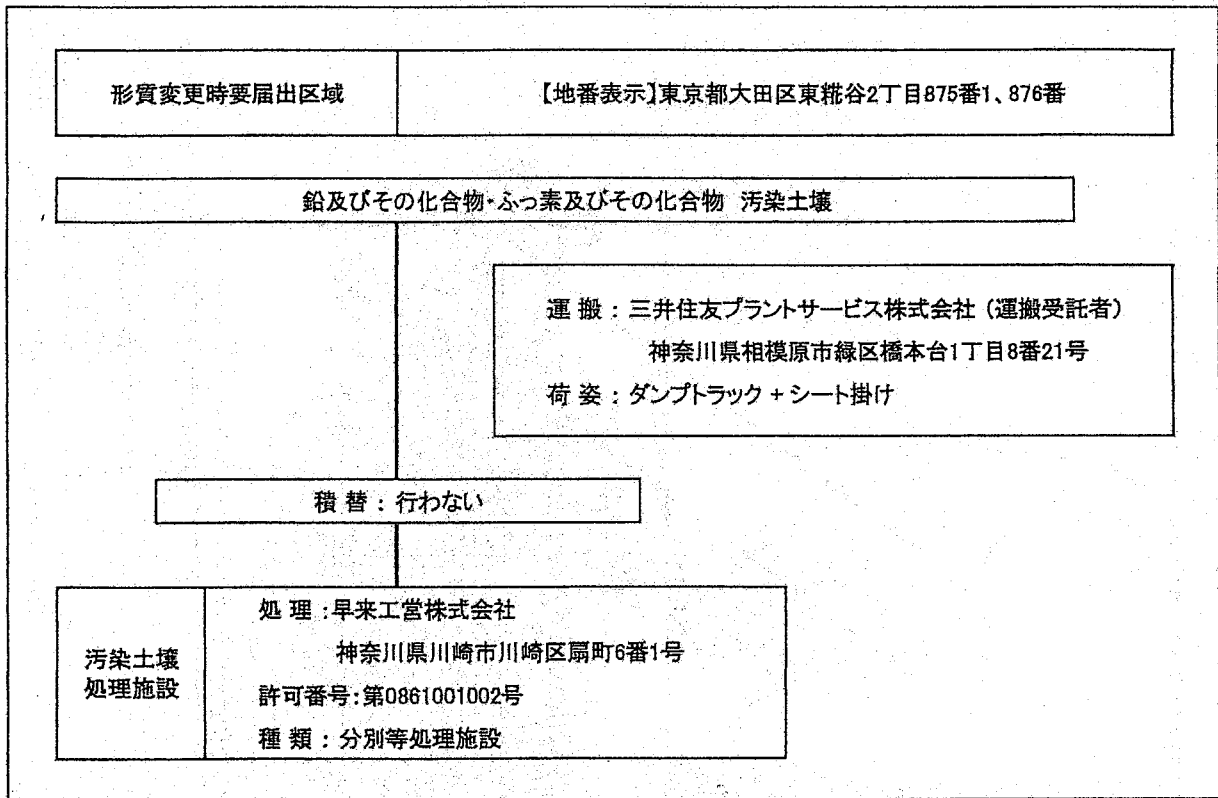 形質変更時要届出区域
【地番表示】東京都大田区東糀谷2丁目875番1、876番
鉛及びその化合物・ふっ素及びその化合物 汚染土壌
運 搬 : 三井住友プラントサービス株式会社 (運搬受託者)
神奈川県相模原市緑区橋本台1丁目8番21号
荷 姿 : ダンプトラック + シート掛け
積 替 : 行わない
汚染土壌
処理施設
処 理 :早来工営株式会社
神奈川県川崎市川崎区扇町6番1号
許可番号:第0861001002号
種 類 : 分別等処理施設